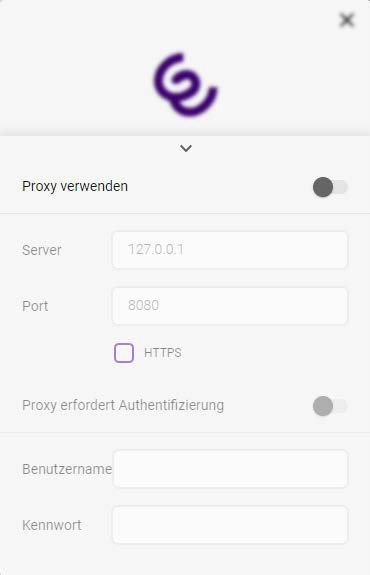 Proxy verwenden
Server 127.0.0.1
Port 8080
HTTPS
Proxy erfordert Authentifizierung
Benutzername
Kennwort